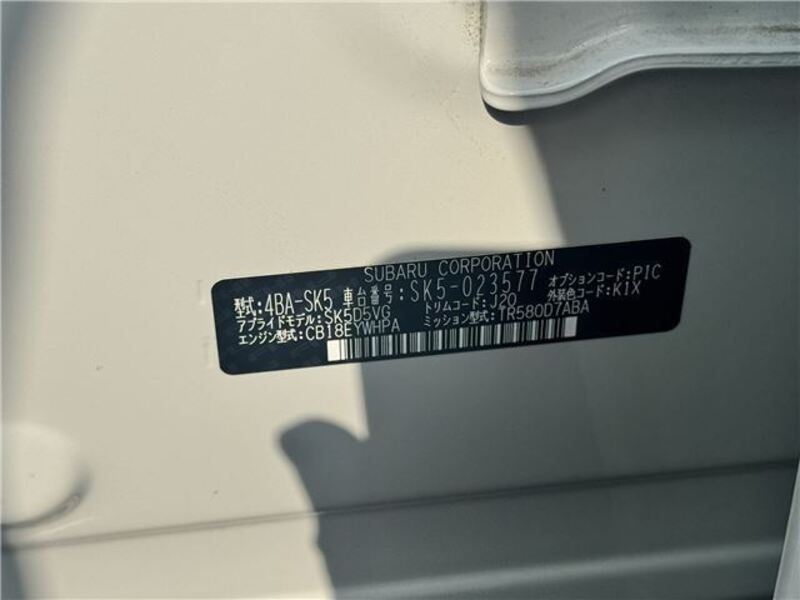 SUBARU CORPORATION
型式:4BA-SK5 車台番号:SK5-023577 オプションコード:PIC
アプライドモデル:SK5D5VG トリムコード:J20 外装色コード:K1X
エンジン型式:CB18EYWHPA ミッション型式:TR580D7ABA